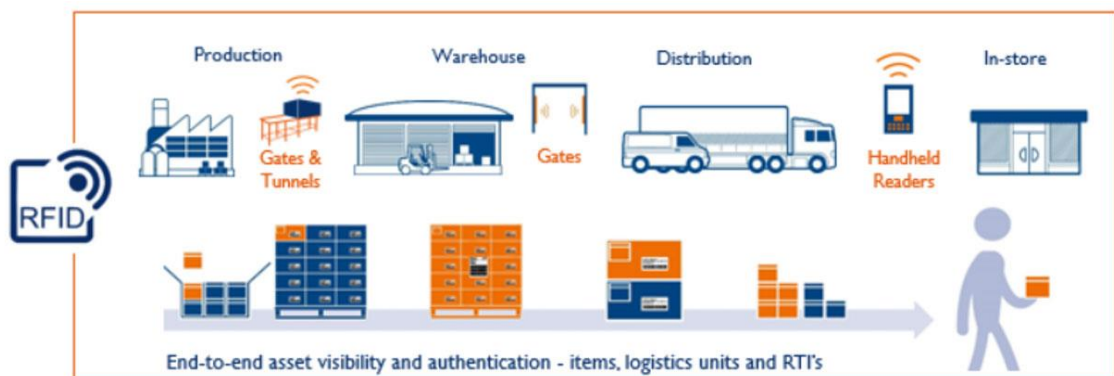 Production
Warehouse
Distribution
In-store
Gates &
Tunnels
Gates
Handheld
Readers
RFID
End-to-end asset visibility and authentication - items, logistics units and RTI's